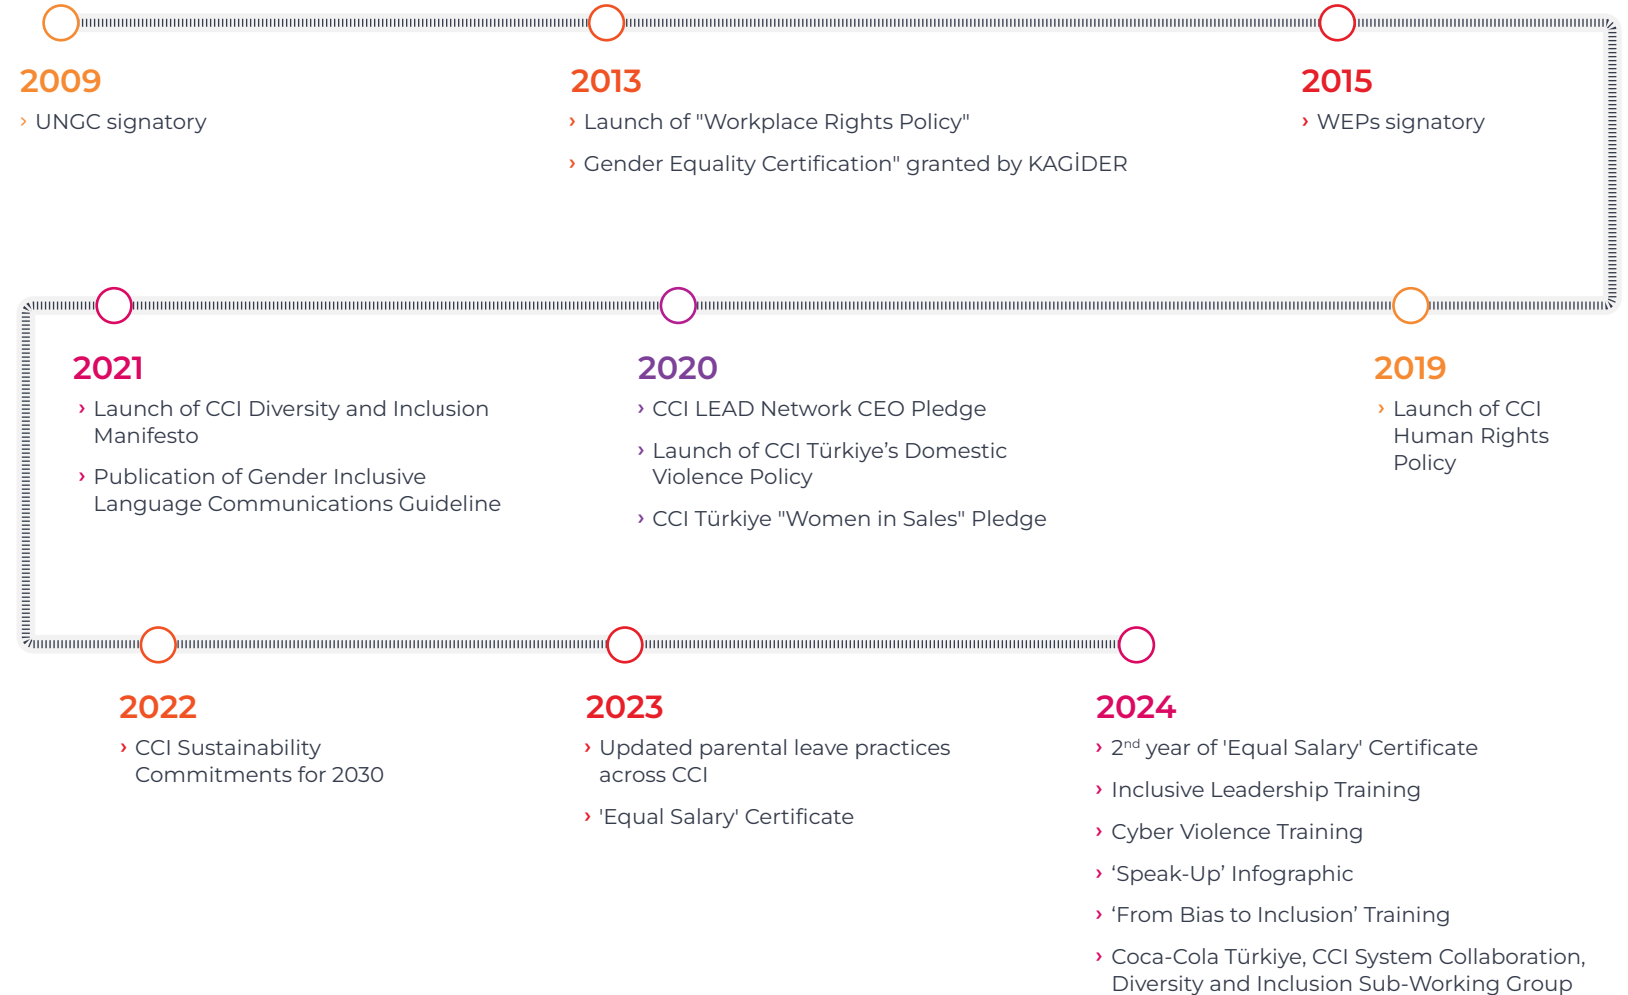 2009
› UNGC signatory
2013
› Launch of "Workplace Rights Policy"
› Gender Equality Certification" granted by KAGİDER
2015
› WEPs signatory
2021
› Launch of CCI Diversity and Inclusion
Manifesto
› Publication of Gender Inclusive
Language Communications Guideline
2020
› CCI LEAD Network CEO Pledge
› Launch of CCI Türkiye’s Domestic
Violence Policy
› CCI Türkiye "Women in Sales" Pledge
2019
› Launch of CCI
Human Rights
Policy
2022
› CCI Sustainability
Commitments for 2030
2023
› Updated parental leave practices
across CCI
› 'Equal Salary' Certificate
2024
› 2nd year of 'Equal Salary' Certificate
› Inclusive Leadership Training
› Cyber Violence Training
› ‘Speak-Up’ Infographic
› ‘From Bias to Inclusion’ Training
› Coca-Cola Türkiye, CCI System Collaboration,
Diversity and Inclusion Sub-Working Group